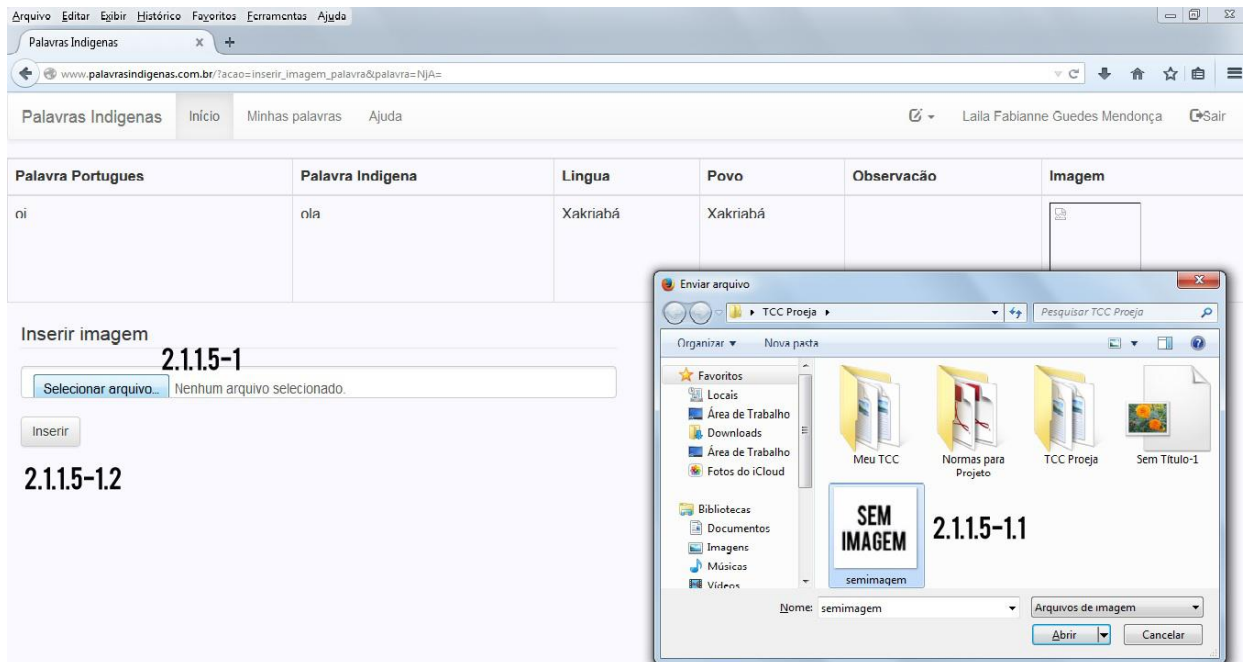 Arquivo Editar Exibir Histórico Favoritos Ferramentas Ajuda
Palavras Indígenas x +
www.palavrasindigenas.com.br/?acao=inserir_imagem_palavra&palavra=NjA=
Palavras Indígenas Início Minhas palavras Ajuda Laila Fabianne Guedes Mendonça Sair
Palavra Portugues Palavra Indigena Lingua Povo Observacão Imagem
oi ola Xakriabá Xakriabá
Inserir imagem
2.1.1.5-1
Selecionar arquivo... Nenhum arquivo selecionado.
Inserir
2.1.1.5-1.2
Enviar arquivo
TCC Proeja Pesquisar TCC Proeja
Organizar Nova pasta
Favoritos
Locais
Área de Trabalho
Downloads
Área de Trabalho
Fotos do iCloud
Bibliotecas
Documentos
Imagens
Músicas
Vídeos
Meu TCC
Normas para Projeto
TCC Proeja
Sem Título-1
SEM
IMAGEM
semimagem
2.1.1.5-1.1
Nome: semimagem Arquivos de imagem
Abrir Cancelar